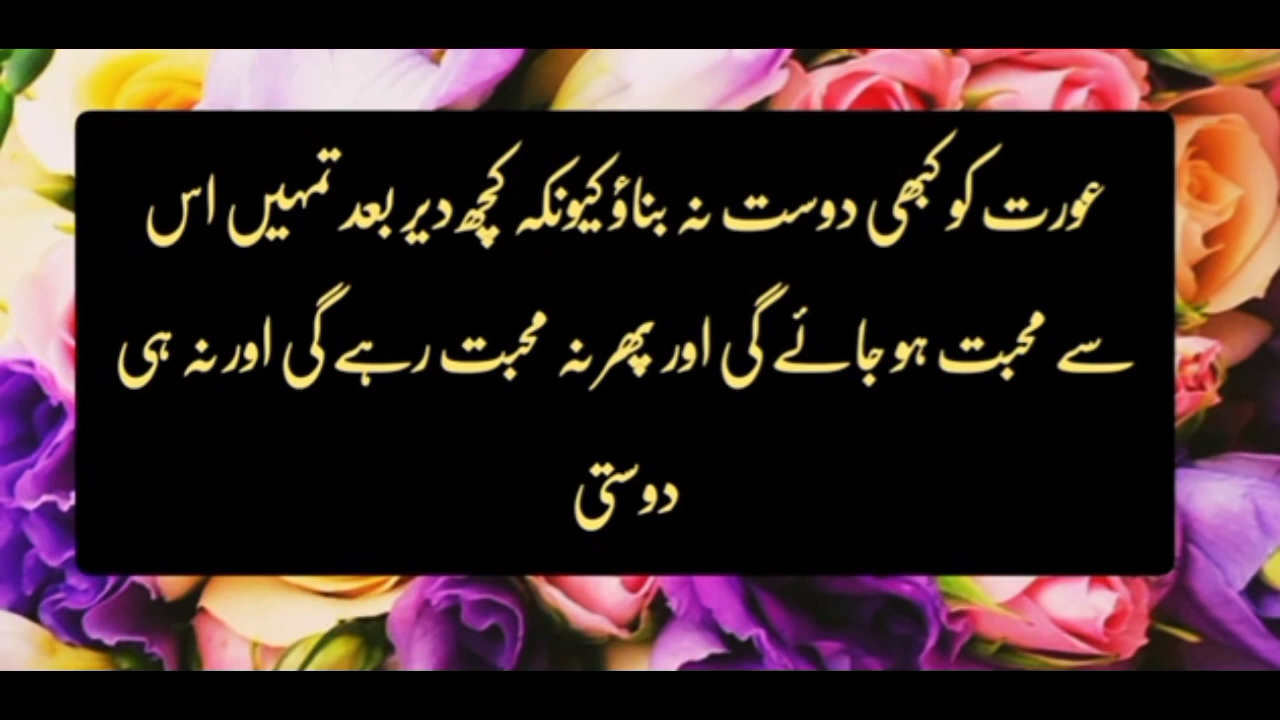 عورت کو کبھی دوست نہ بناؤ کیونکہ کچھ دیر بعد تمہیں اس
سے محبت ہو جائے گی اور پھر نہ محبت رہے گی اور نہ ہی
دوستی